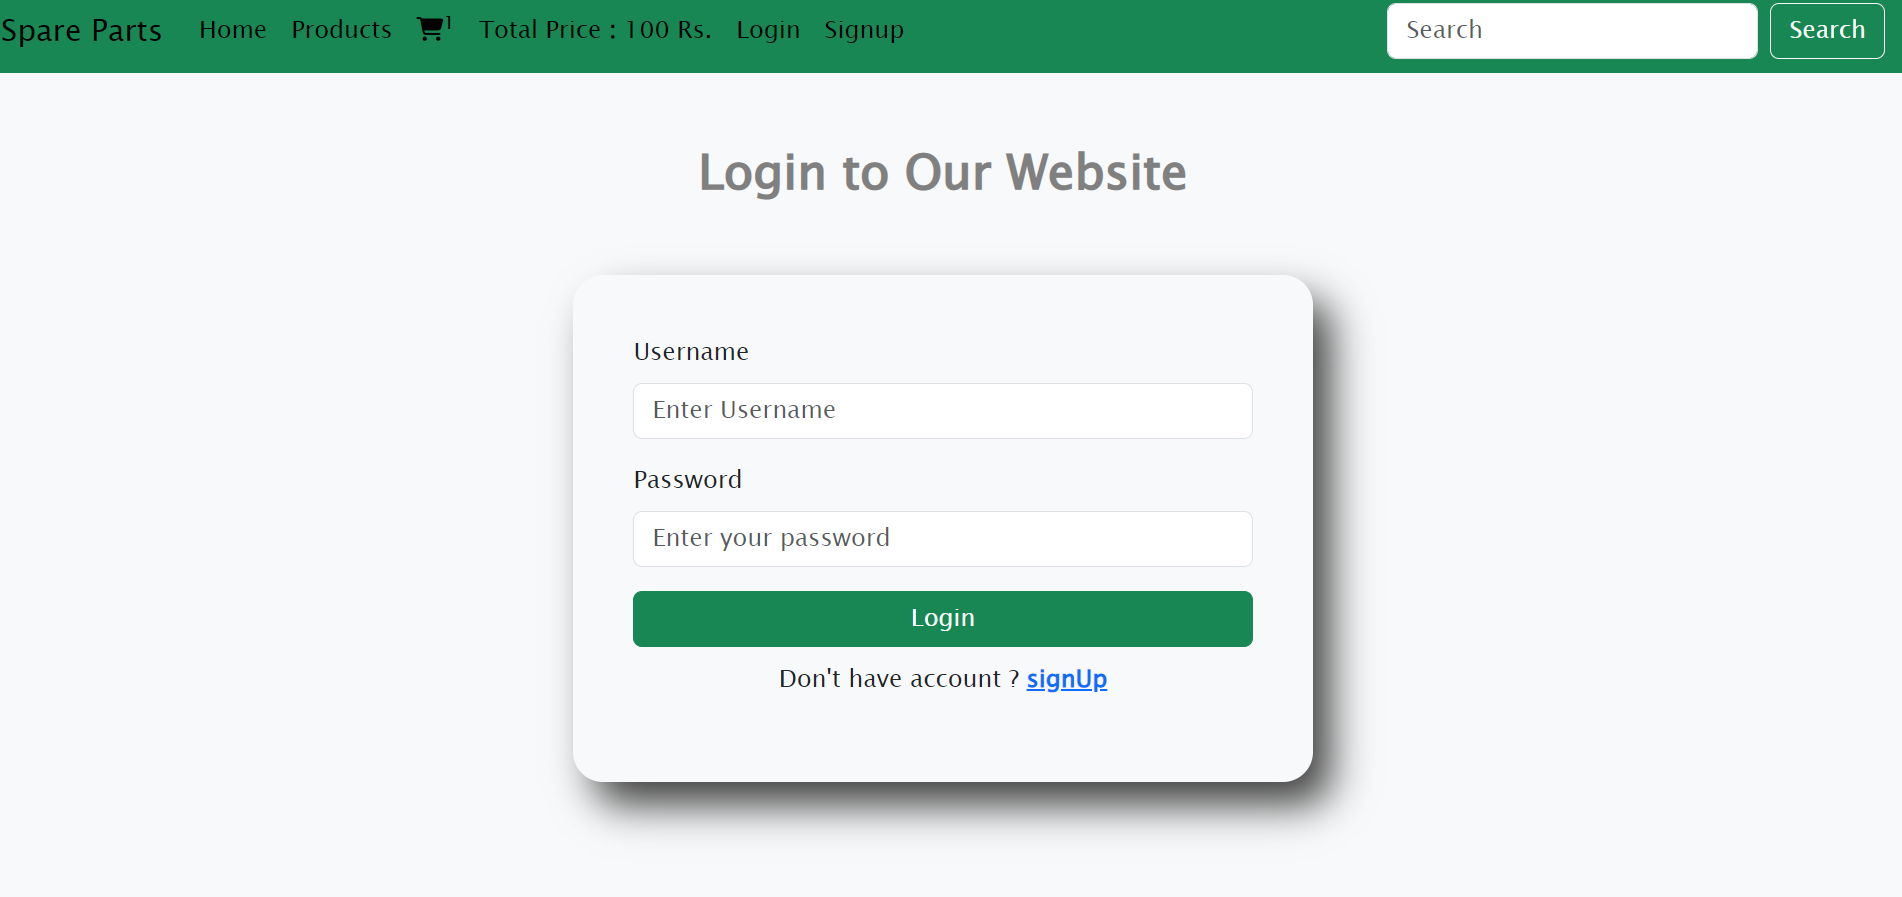 Spare Parts Home Products 1 Total Price : 100 Rs. Login Signup Search Search
Login to Our Website
Username
Enter Username
Password
Enter your password
Login
Don't have account ? signUp